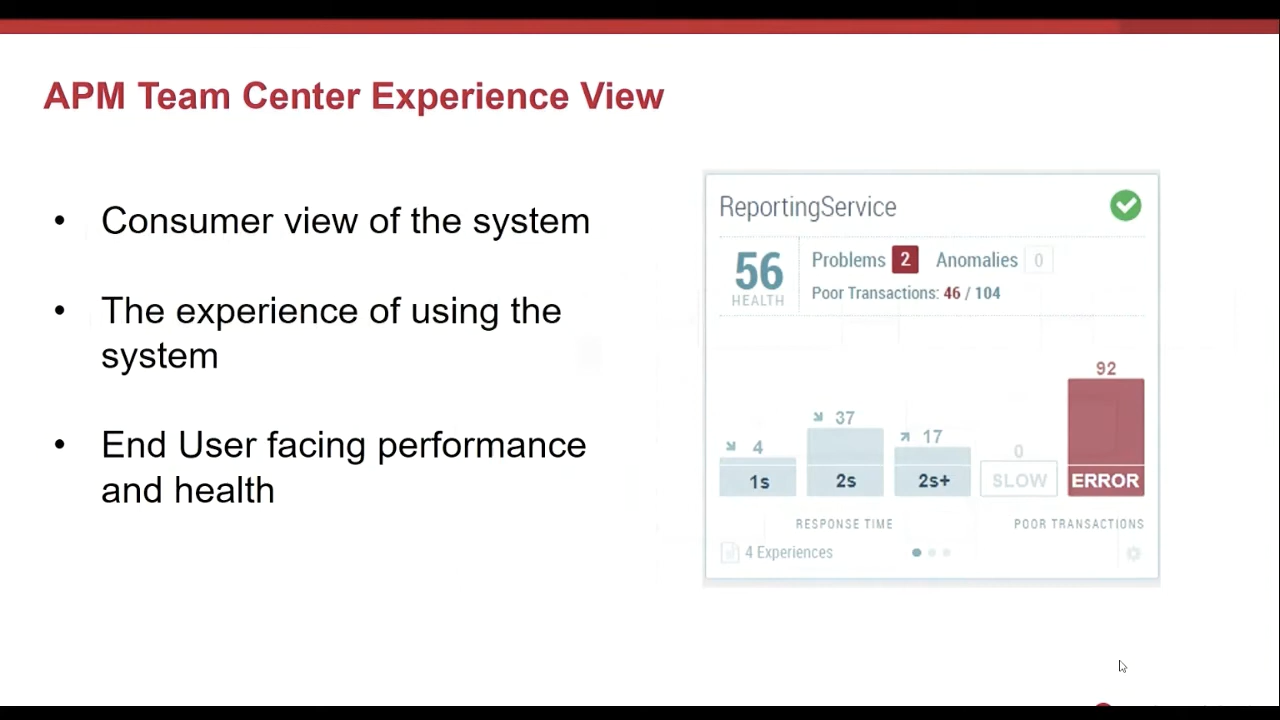 APM Team Center Experience View
• Consumer view of the system
• The experience of using the
system
• End User facing performance
and health
ReportingService
56
HEALTH
Problems 2 Anomalies 0
Poor Transactions: 46 / 104
4
37
17
0
92
1s
2s
2s+
SLOW
ERROR
RESPONSE TIME
POOR TRANSACTIONS
4 Experiences